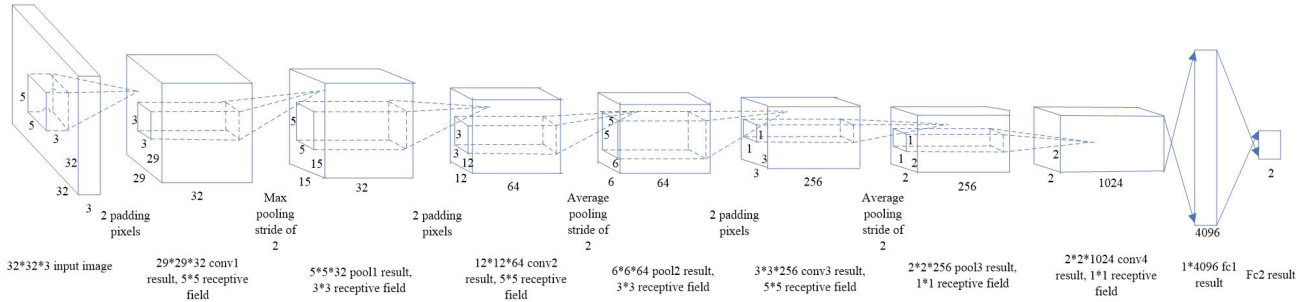 5
5
3
32
32
3
3
3
29
29
32
5
5
15
15
32
3
3
12
12
64
5
5
6
6
64
1
1
3
3
256
1
1
2
2
256
2
2
1024
4096
2
2 padding
pixels
Max
pooling
stride of
2
2 padding
pixels
Average
pooling
stride of
2
2 padding
pixels
Average
pooling
stride of
2
32*32*3 input image
29*29*32 conv1
result, 5*5 receptive
field
5*5*32 pool1 result,
3*3 receptive field
12*12*64 conv2
result, 5*5 receptive
field
6*6*64 pool2 result,
3*3 receptive field
3*3*256 conv3 result,
5*5 receptive field
2*2*256 pool3 result,
1*1 receptive field
2*2*1024 conv4
result, 1*1 receptive
field
1*4096 fc1
result
Fc2 result